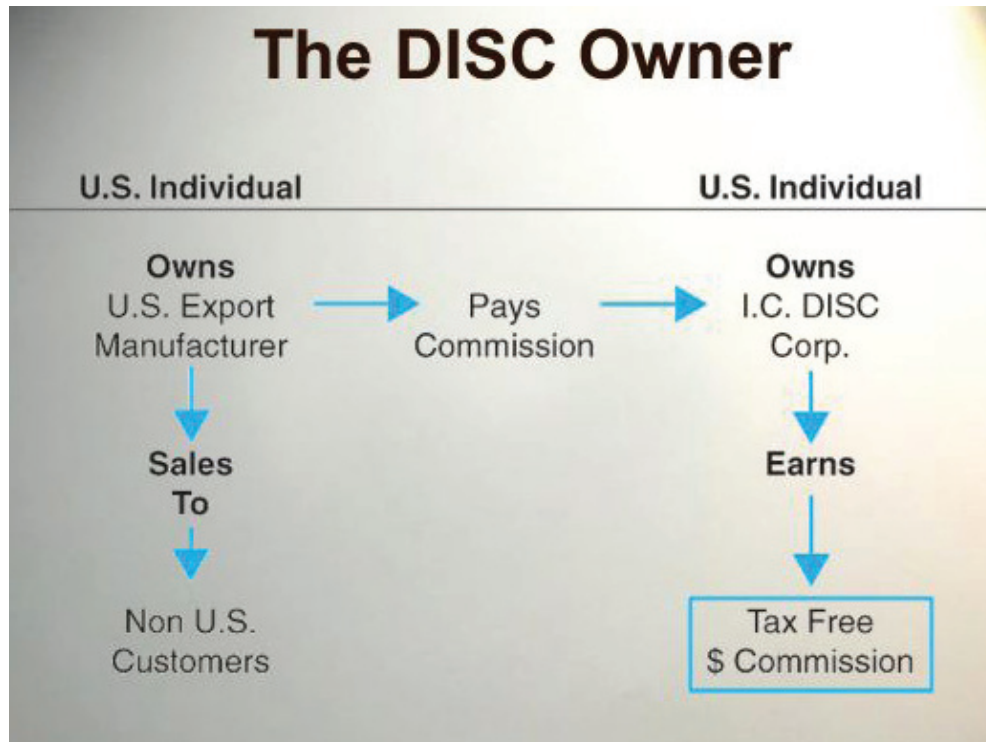 The DISC Owner
U.S. Individual
U.S. Individual
Owns
U.S. Export
Manufacturer
Pays
Commission
Owns
I.C. DISC
Corp.
Sales
To
Earns
Non U.S.
Customers
Tax Free
$ Commission